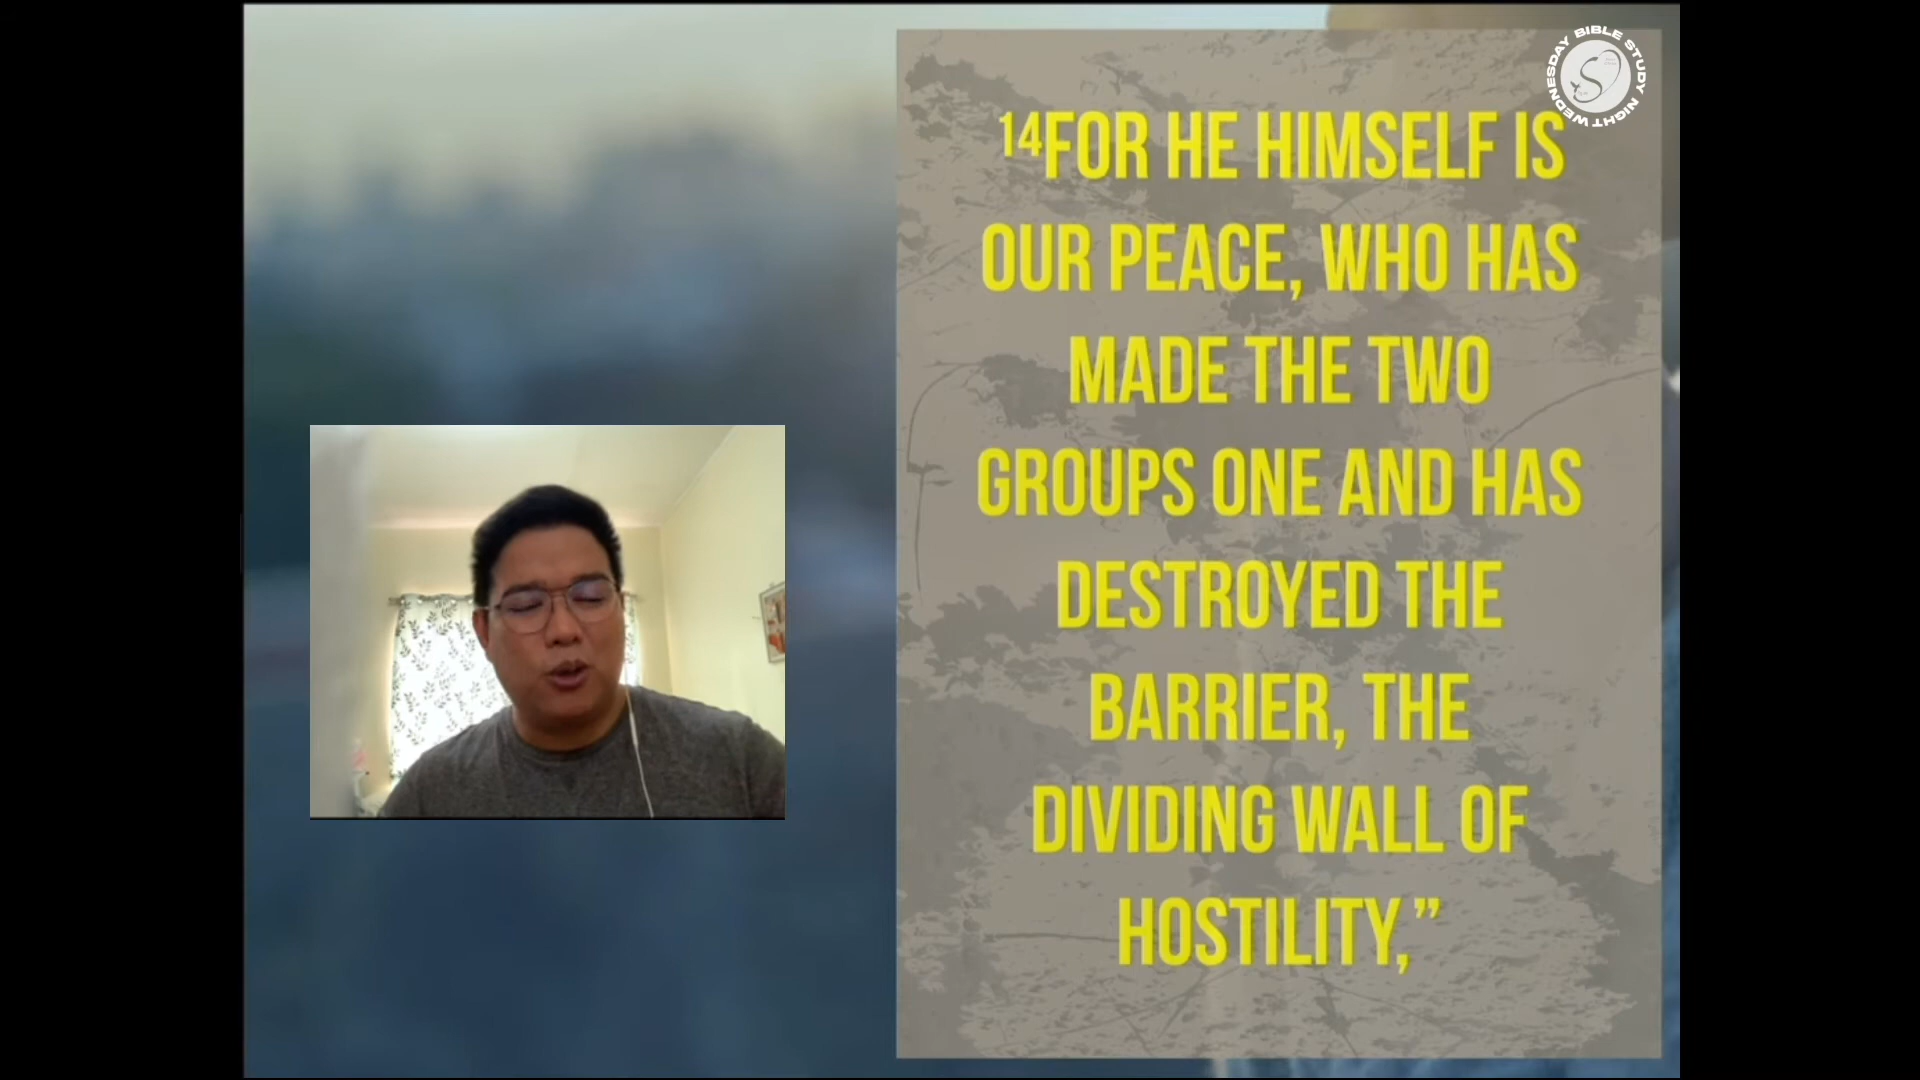 WEDNESDAY BIBLE STUDY NIGHT
S
¹⁴FOR HE HIMSELF IS
OUR PEACE, WHO HAS
MADE THE TWO
GROUPS ONE AND HAS
DESTROYED THE
BARRIER, THE
DIVIDING WALL OF
HOSTILITY,”